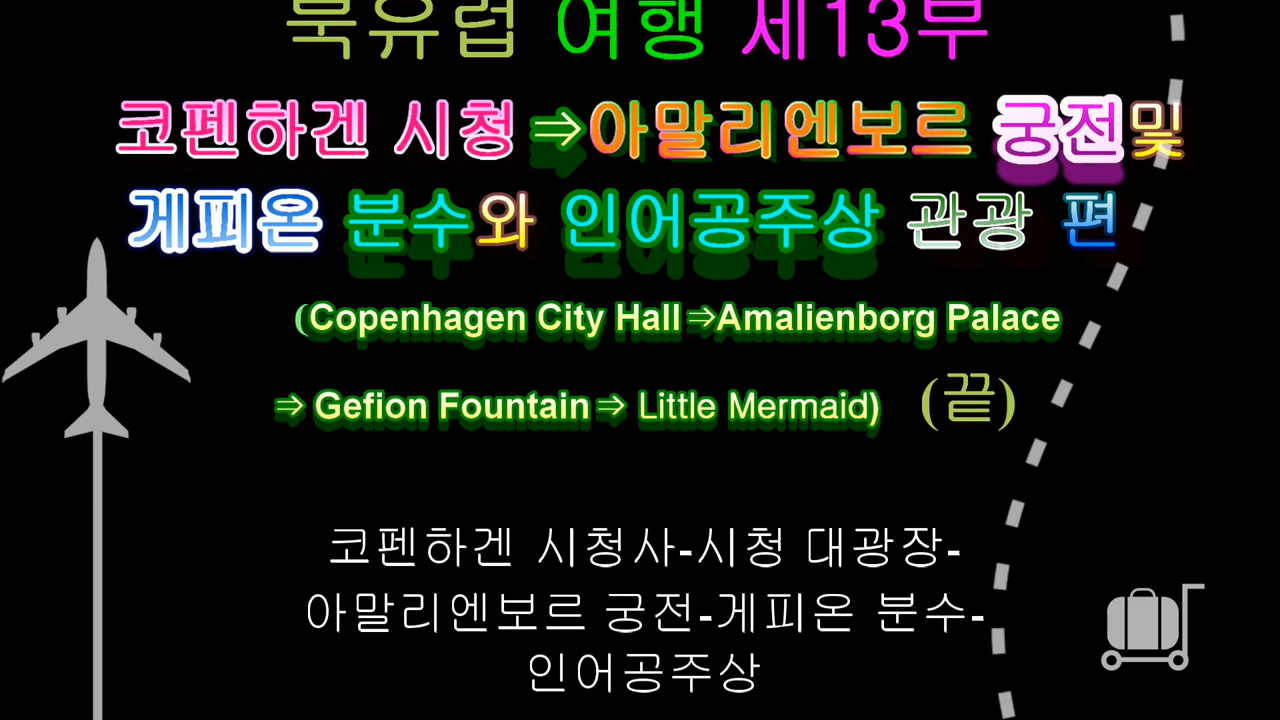 북유럽 여행 제13부
코펜하겐 시청 ⇒아말리엔보르 궁전및
게피온 분수와 인어공주상 관광 편
(Copenhagen City Hall ⇒Amalienborg Palace
⇒ Gefion Fountain ⇒ Little Mermaid) (끝)
코펜하겐 시청사-시청 대광장-
아말리엔보르 궁전-게피온 분수-
인어공주상